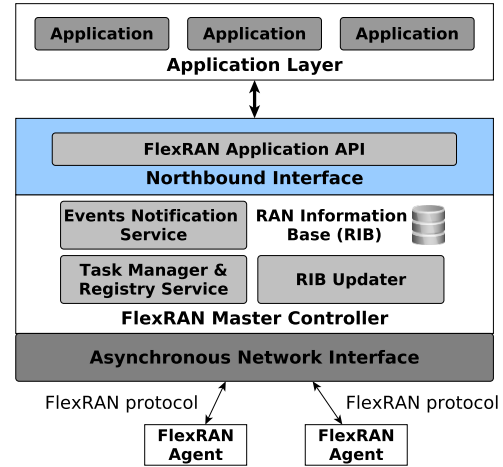 Application Application Application
Application Layer
FlexRAN Application API
Northbound Interface
Events Notification
Service
RAN Information
Base (RIB)
Task Manager &
Registry Service
RIB Updater
FlexRAN Master Controller
Asynchronous Network Interface
FlexRAN protocol
FlexRAN protocol
FlexRAN
Agent
FlexRAN
Agent